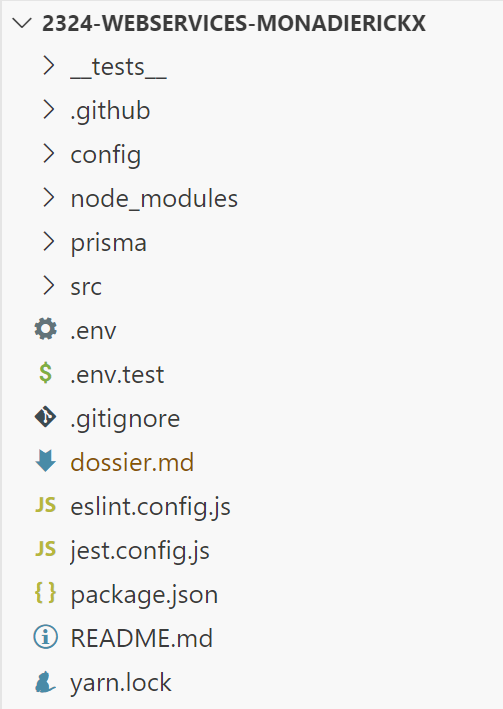 2324-WEBSERVICES-MONADIERICKX
__tests__
.github
config
node_modules
prisma
src
.env
$ .env.test
.gitignore
dossier.md
JS eslint.config.js
JS jest.config.js
{ } package.json
README.md
yarn.lock